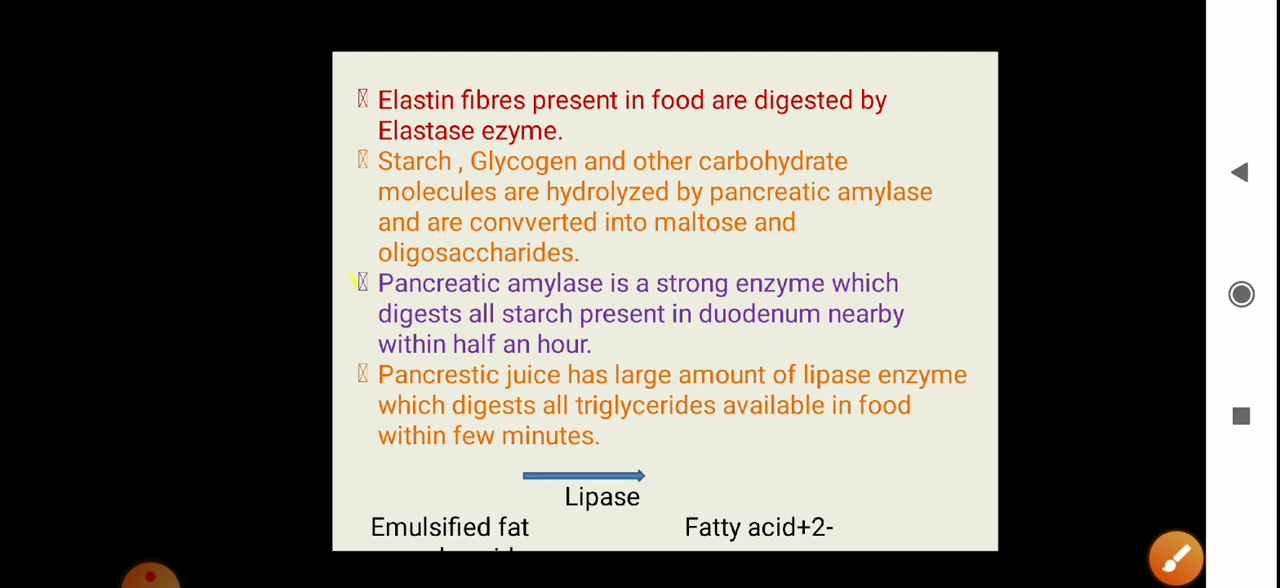 Elastin fibres present in food are digested by
Elastase ezyme.
Starch , Glycogen and other carbohydrate
molecules are hydrolyzed by pancreatic amylase
and are convverted into maltose and
oligosaccharides.
Pancreatic amylase is a strong enzyme which
digests all starch present in duodenum nearby
within half an hour.
Pancrestic juice has large amount of lipase enzyme
which digests all triglycerides available in food
within few minutes.
Lipase
Emulsified fat Fatty acid+2-